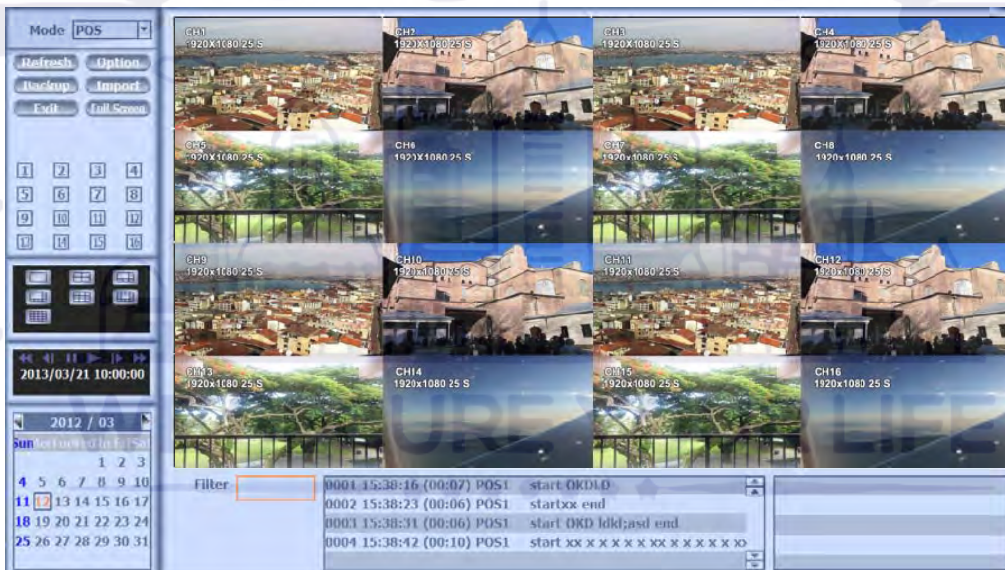 Mode POS
Refresh Option
Backup Import
Exit Full Screen
1 2 3 4
5 6 7 8
9 10 11 12
13 14 15 16
2013/03/21 10:00:00
2012 / 03
Sun Sat
1 2 3
4 5 6 7 8 9 10
11 12 13 14 15 16 17
18 19 20 21 22 23 24
25 26 27 28 29 30 31
CH1
1920X1080 25 S
CH2
1920X1080 25 S
CH3
1920X1080 25 S
CH4
1920X1080 25 S
CH5
1920X1080 25 S
CH6
1920X1080 25 S
CH7
1920x1080 25 S
CH8
1920x1080 25 S
CH9
1920x1080 25 S
CH10
1920x1080 25 S
CH11
1920x1080 25 S
CH12
1920x1080 25 S
CH13
1920x1080 25 S
CH14
1920x1080 25 S
CH15
1920x1080 25 S
CH16
1920x1080 25 S
Filter
0001 15:38:16 (00:07) POS1 start OKDLD
0002 15:38:23 (00:06) POS1 startxx end
0003 15:38:31 (00:06) POS1 start OKD ldkl;asd end
0004 15:38:42 (00:10) POS1 start xx x x x x x xx x x x x x